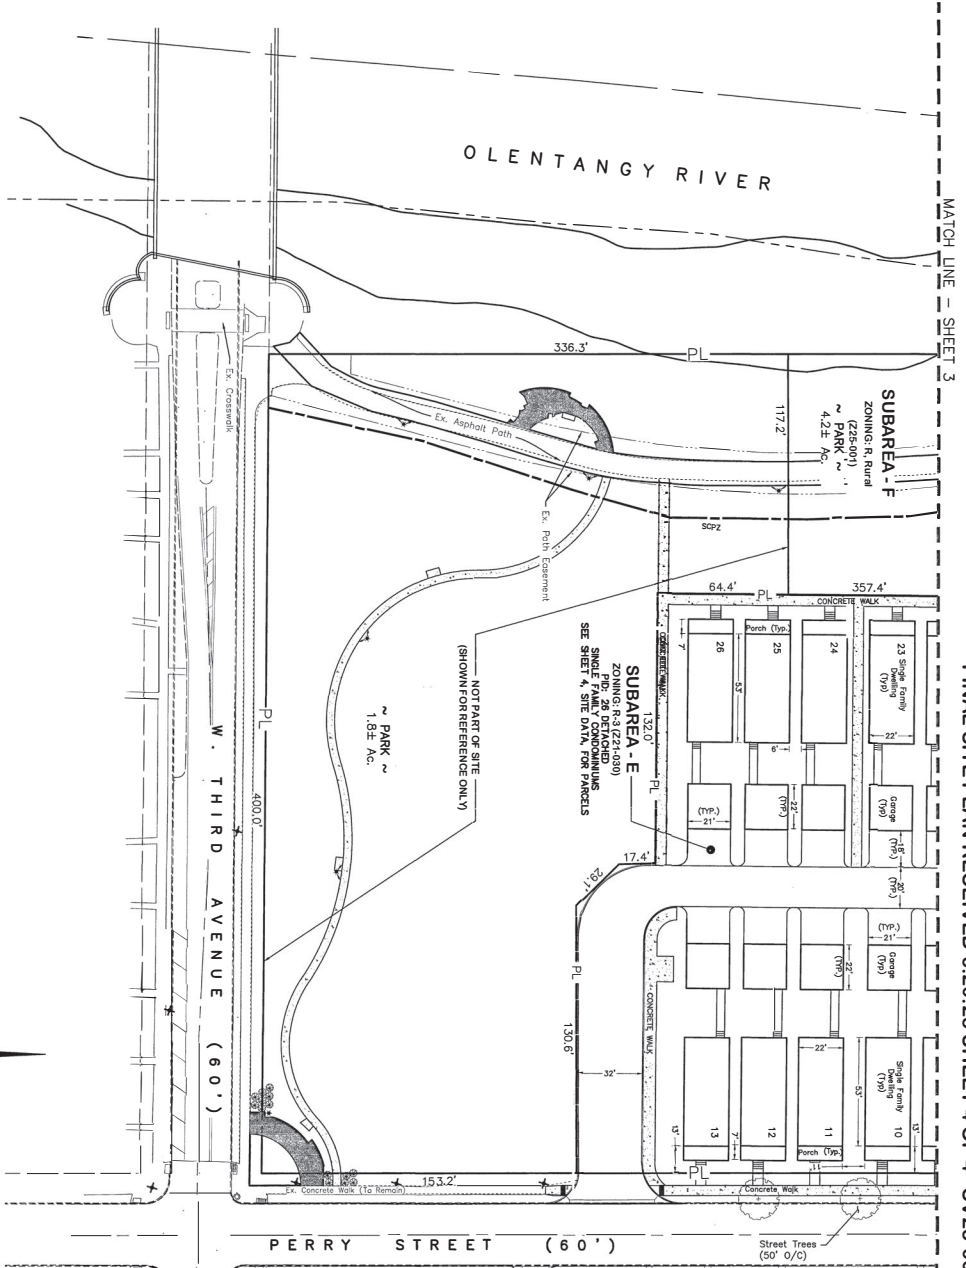 OLENTANGY RIVER
MATCH LINE - SHEET 3
336.3'
PL
SUBAREA - F
ZONING: R, Rural
(Z25-001)
~ PARK ~
4.2± Ac.
117.2'
Ex. Crosswalk
Ex. Asphalt Path
Ex. Path Easement
SCPZ
64.4'
PL
357.4'
CONCRETE WALK
26
Porch (Typ.)
25
24
23 Single Family
Dwelling
(Typ)
7'
53'
22'
6'
CONCRETE WALK
132.0'
PL
SUBAREA - E
ZONING: R-3 (Z21-030)
PID: 26 DETACHED
SINGLE FAMILY CONDOMINIUMS
SEE SHEET 4, SITE DATA, FOR PARCELS
NOT PART OF SITE
(SHOWN FOR REFERENCE ONLY)
~ PARK ~
1.8± Ac.
(TYP.)
21'
(TYP.)
22'
Garage
(Typ)
18'
(TYP.)
20'
(TYP.)
17.4'
29.1'
PL
400.0'
W. THIRD AVENUE (60')
(TYP.)
21'
(TYP.)
22'
Garage
(Typ)
PL
CONCRETE WALK
130.6'
32'
22'
53'
Single Family
Dwelling
(Typ)
13
12
11
10
13'
7'
Porch (Typ.)
11'
13'
PL
153.2'
Ex. Concrete Walk (To Remain)
Concrete Walk
PERRY STREET (60')
Street Trees
(50' O/C)